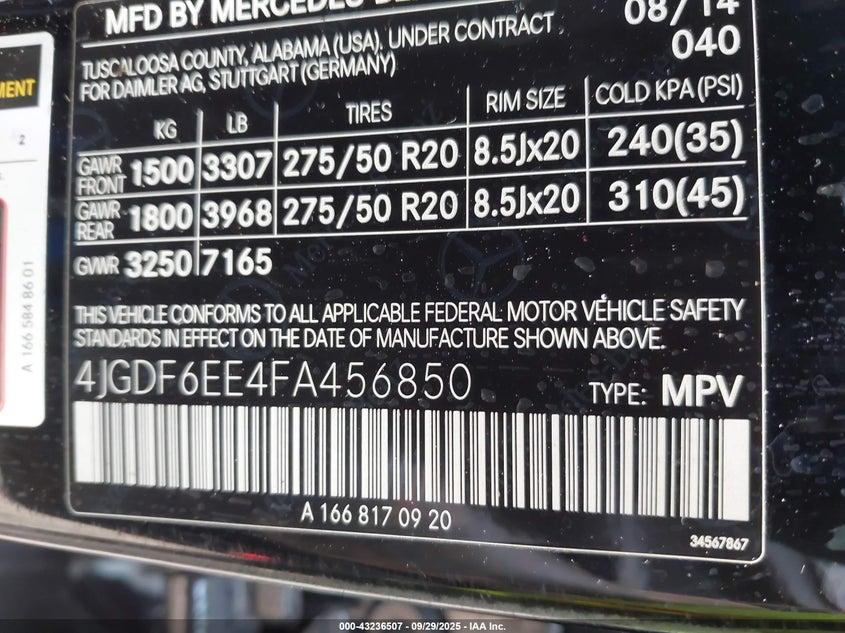 MFD BY MERCEDES
08/14
TUSCALOOSA COUNTY, ALABAMA (USA). UNDER CONTRACT
FOR DAIMLER AG, STUTTGART (GERMANY)
040
KG LB TIRES RIM SIZE COLD KPA (PSI)
GAWR FRONT 1500 3307 275/50 R20 8.5Jx20 240(35)
GAWR REAR 1800 3968 275/50 R20 8.5Jx20 310(45)
GVWR 3250 7165
THIS VEHICLE CONFORMS TO ALL APPLICABLE FEDERAL MOTOR VEHICLE SAFETY
STANDARDS IN EFFECT ON THE DATE OF MANUFACTURE SHOWN ABOVE.
4JGDF6EE4FA456850 TYPE: MPV
A 166 817 09 20
34567867
2
A 166 584 86 01
000-43236507 - 09/29/2025 - IAA Inc.